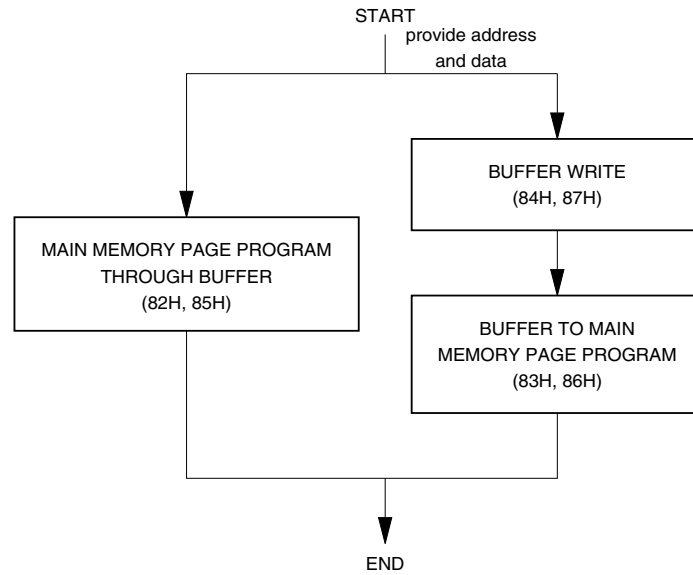 START
provide address
and data
BUFFER WRITE
(84H, 87H)
MAIN MEMORY PAGE PROGRAM
THROUGH BUFFER
(82H, 85H)
BUFFER TO MAIN
MEMORY PAGE PROGRAM
(83H, 86H)
END